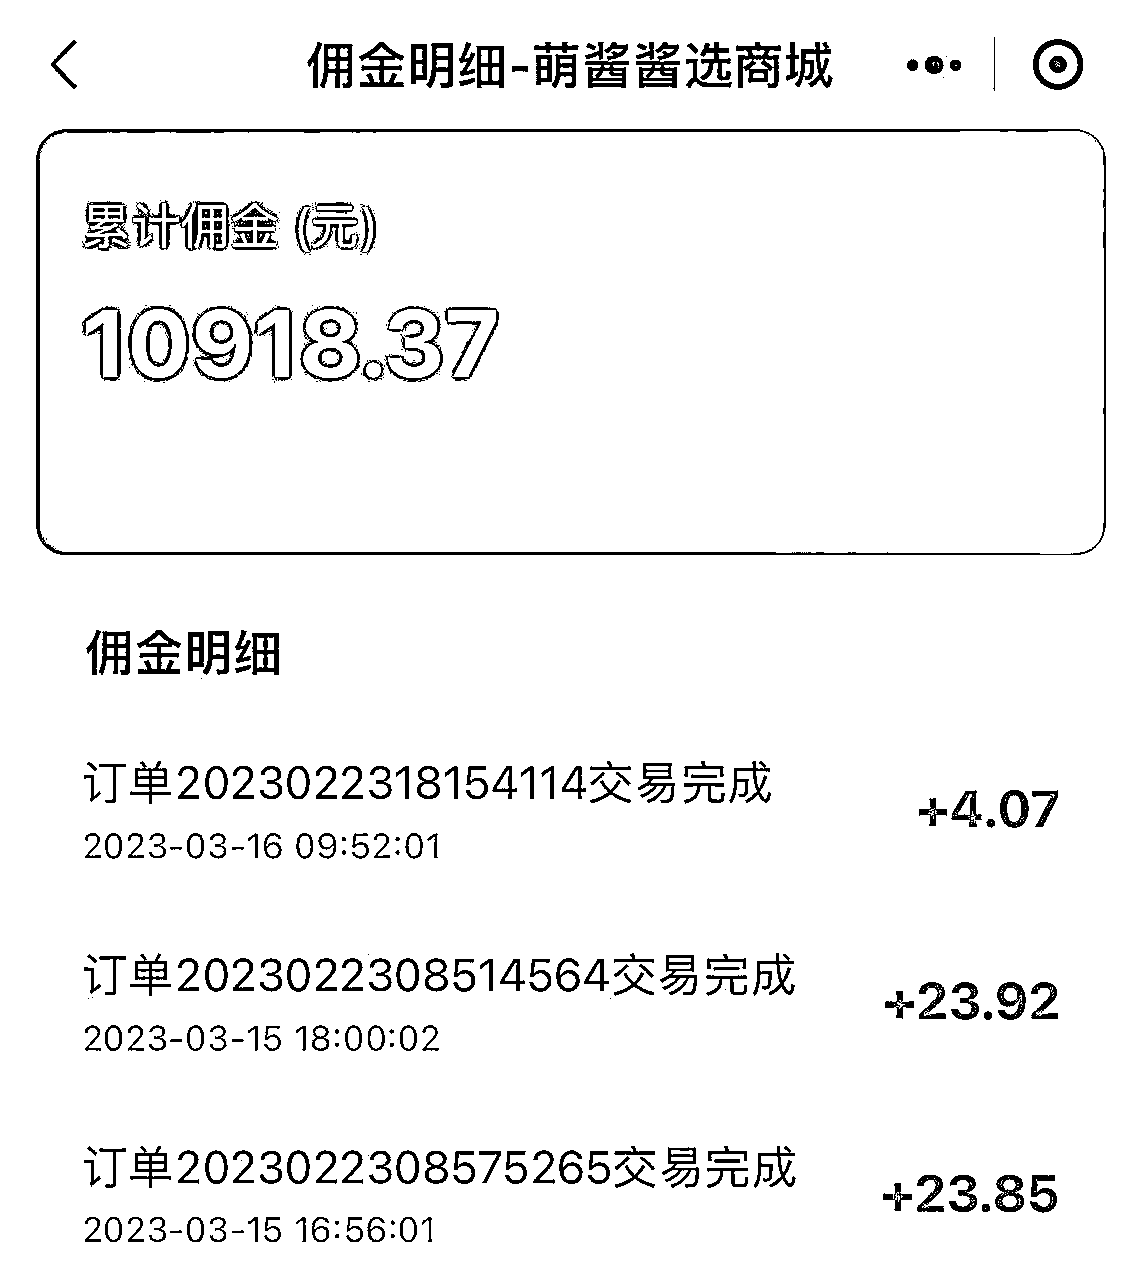 佣金明细-萌酱酱选商城
累计佣金 (元)
10918.37
佣金明细
订单2023022318154114交易完成
+4.07
2023-03-16 09:52:01
订单2023022308514564交易完成
+23.92
2023-03-15 18:00:02
订单2023022308575265交易完成
+23.85
2023-03-15 16:56:01